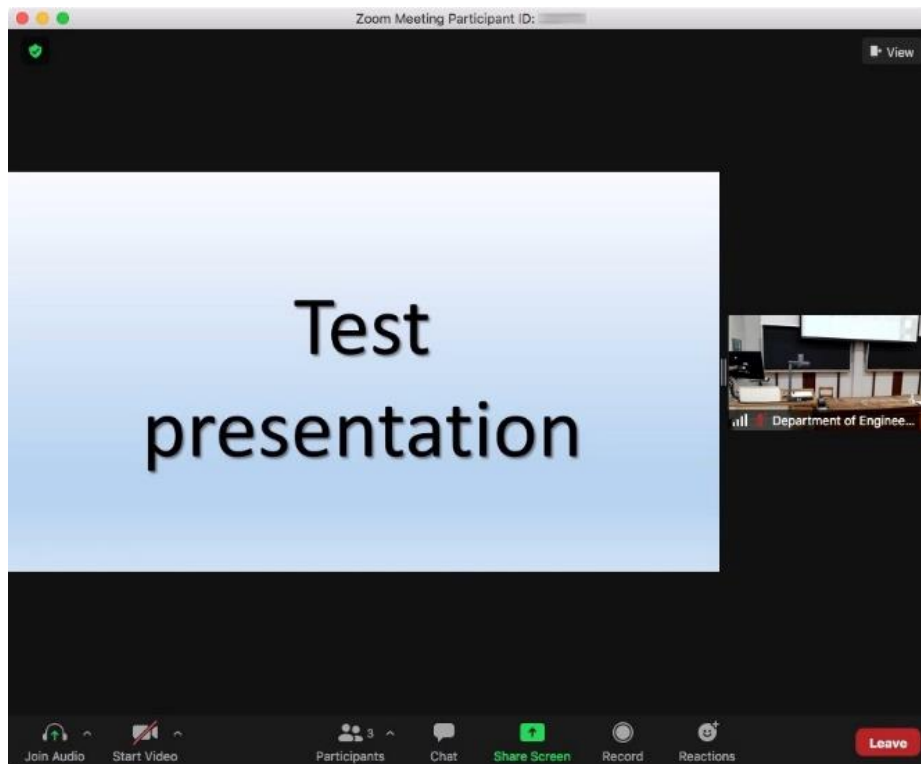 Zoom Meeting Participant ID:
View
Test
presentation
Department of Enginee...
3
Join Audio
Start Video
Participants
Chat
Share Screen
Record
Reactions
Leave